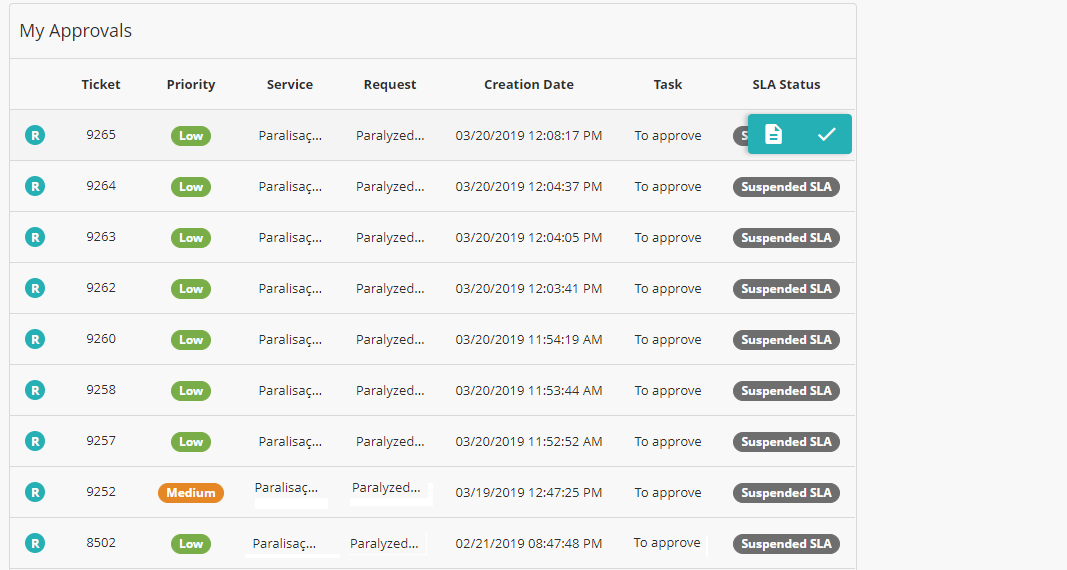 My Approvals
Ticket Priority Service Request Creation Date Task SLA Status
R 9265 Low Paralisaç... Paralyzed... 03/20/2019 12:08:17 PM To approve S
R 9264 Low Paralisaç... Paralyzed... 03/20/2019 12:04:37 PM To approve Suspended SLA
R 9263 Low Paralisaç... Paralyzed... 03/20/2019 12:04:05 PM To approve Suspended SLA
R 9262 Low Paralisaç... Paralyzed... 03/20/2019 12:03:41 PM To approve Suspended SLA
R 9260 Low Paralisaç... Paralyzed... 03/20/2019 11:54:19 AM To approve Suspended SLA
R 9258 Low Paralisaç... Paralyzed... 03/20/2019 11:53:44 AM To approve Suspended SLA
R 9257 Low Paralisaç... Paralyzed... 03/20/2019 11:52:52 AM To approve Suspended SLA
R 9252 Medium Paralisaç... Paralyzed... 03/19/2019 12:47:25 PM To approve Suspended SLA
R 8502 Low Paralisaç... Paralyzed... 02/21/2019 08:47:48 PM To approve Suspended SLA